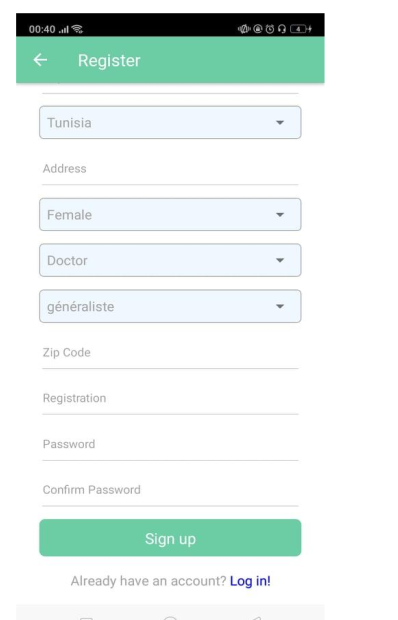 00:40
4
Register
Tunisia
Address
Female
Doctor
généraliste
Zip Code
Registration
Password
Confirm Password
Sign up
Already have an account? Log in!